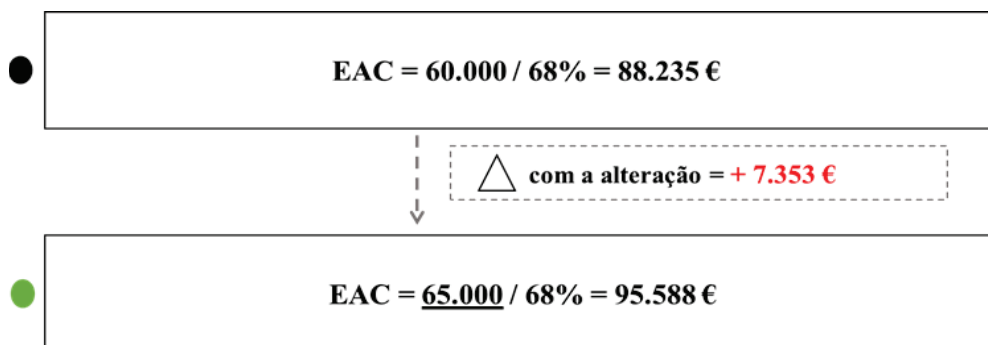 EAC = 60.000 / 68% = 88.235 €
com a alteração = + 7.353 €
EAC = 65.000 / 68% = 95.588 €